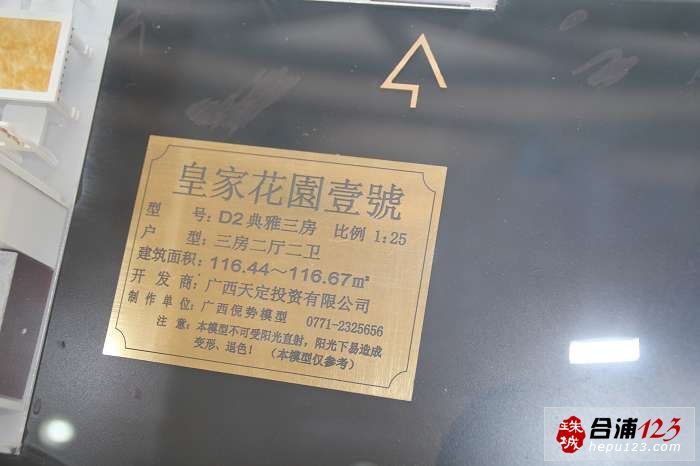 皇家花園壹號
型 号：D2典雅三房 比例 1:25
户 型：三房二厅二卫
建筑面积：116.44～116.67㎡
开 发 商：广西天定投资有限公司
制作单位：广西倪势模型 0771-2325656
注 意：本模型不可受阳光直射，阳光下易造成
变形、退色！（本模型仅参考）
珠城
合浦123
hepu123.com